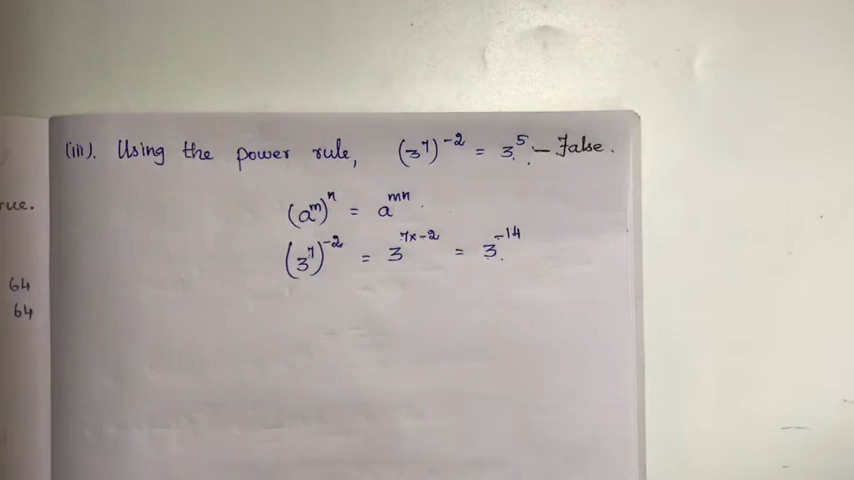 (iii). Using the power rule, (3⁷)⁻² = 3⁵. — False.
(aᵐ)ⁿ = aᵐⁿ.
(3⁷)⁻² = 3⁷ˣ⁻² = 3⁻¹⁴.
64
64